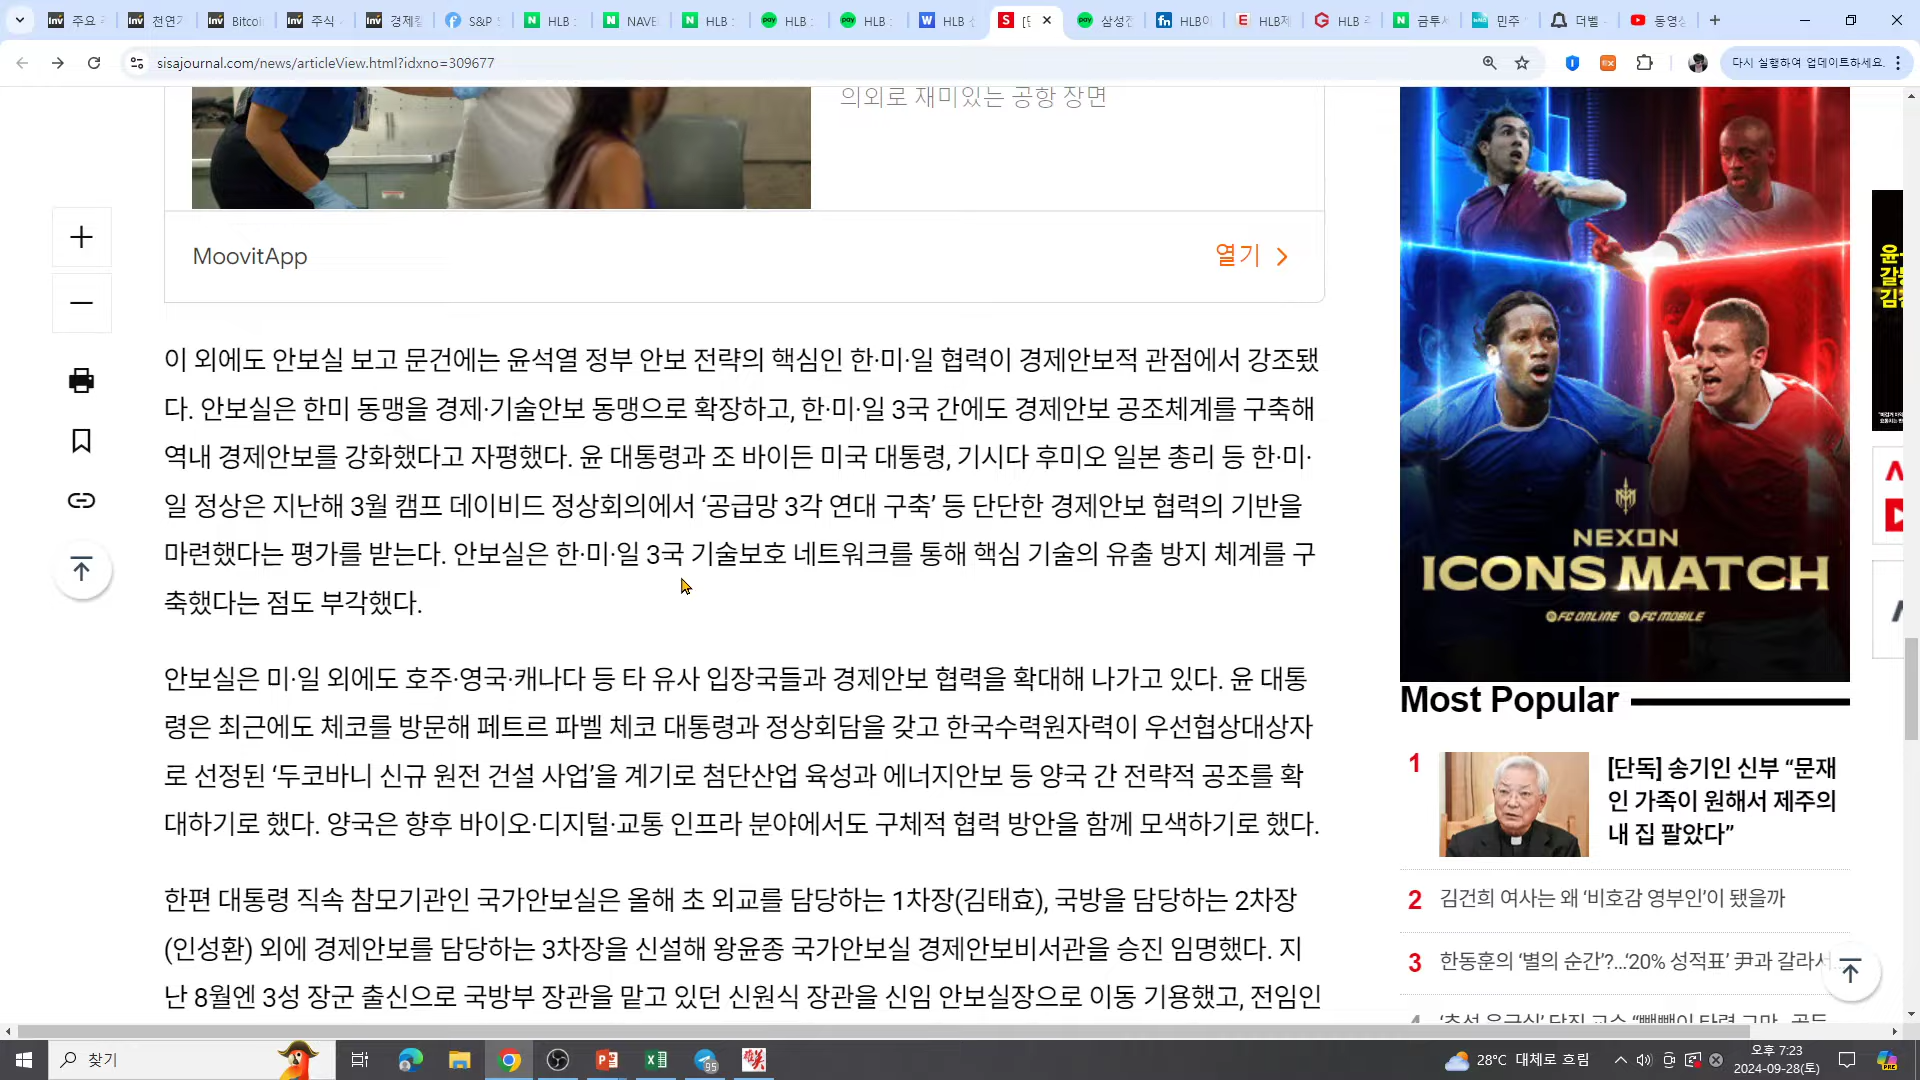 주요
천연가
Bitcoi
주식
경제캘
S&P
HLB
NAVE
HLB
HLB
HLB
HLB
S
[단
삼성전
HLB이
HLB제
HLB
금투세
민주
더벨
동영상
sisajournal.com/news/articleView.html?idxno=309677
다시 실행하여 업데이트하세요.
의외로 재미있는 공항 장면
MoovitApp
열기
이 외에도 안보실 보고 문건에는 윤석열 정부 안보 전략의 핵심인 한·미·일 협력이 경제안보적 관점에서 강조됐
다. 안보실은 한미 동맹을 경제·기술안보 동맹으로 확장하고, 한·미·일 3국 간에도 경제안보 공조체계를 구축해
역내 경제안보를 강화했다고 자평했다. 윤 대통령과 조 바이든 미국 대통령, 기시다 후미오 일본 총리 등 한·미·
일 정상은 지난해 3월 캠프 데이비드 정상회의에서 ‘공급망 3각 연대 구축’ 등 단단한 경제안보 협력의 기반을
마련했다는 평가를 받는다. 안보실은 한·미·일 3국 기술보호 네트워크를 통해 핵심 기술의 유출 방지 체계를 구
축했다는 점도 부각했다.
안보실은 미·일 외에도 호주·영국·캐나다 등 타 유사 입장국들과 경제안보 협력을 확대해 나가고 있다. 윤 대통
령은 최근에도 체코를 방문해 페트르 파벨 체코 대통령과 정상회담을 갖고 한국수력원자력이 우선협상대상자
로 선정된 ‘두코바니 신규 원전 건설 사업’을 계기로 첨단산업 육성과 에너지안보 등 양국 간 전략적 공조를 확
대하기로 했다. 양국은 향후 바이오·디지털·교통 인프라 분야에서도 구체적 협력 방안을 함께 모색하기로 했다.
한편 대통령 직속 참모기관인 국가안보실은 올해 초 외교를 담당하는 1차장(김태효), 국방을 담당하는 2차장
(인성환) 외에 경제안보를 담당하는 3차장을 신설해 왕윤종 국가안보실 경제안보비서관을 승진 임명했다. 지
난 8월엔 3성 장군 출신으로 국방부 장관을 맡고 있던 신원식 장관을 신임 안보실장으로 이동 기용했고, 전임인
NEXON
ICONS MATCH
FC ONLINE FC MOBILE
Most Popular
1
[단독] 송기인 신부 “문재
인 가족이 원해서 제주의
내 집 팔았다”
2 김건희 여사는 왜 ‘비호감 영부인’이 됐을까
3 한동훈의 ‘별의 순간’?…‘20% 성적표’ 尹과 갈라서
찾기
95
28°C 대체로 흐림
오후 7:23
2024-09-28(토)